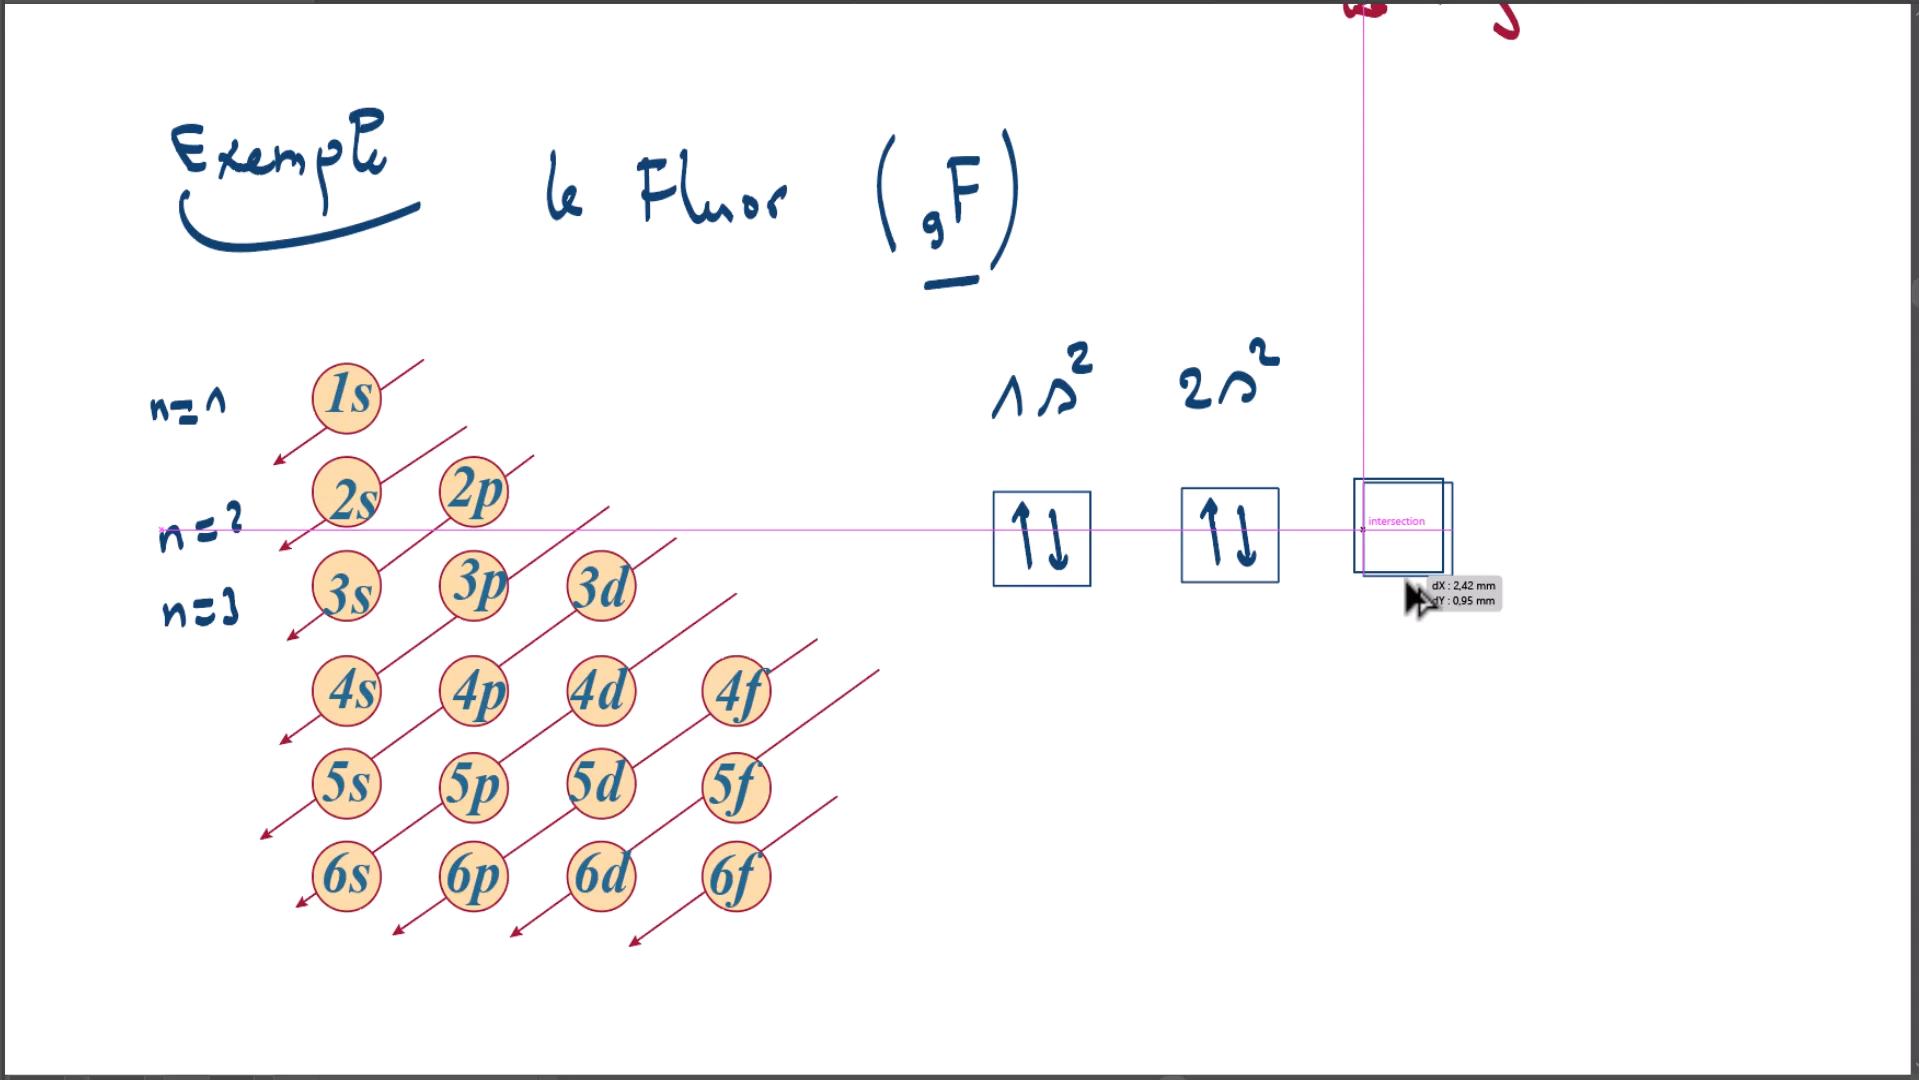 Exemple le Fluor (₉F)
1s² 2s²
n=1 1s
n=2 2s 2p
n=3 3s 3p 3d
4s 4p 4d 4f
5s 5p 5d 5f
6s 6p 6d 6f
↑↓ ↑↓
intersection
dX : 2,42 mm
dY : 0,95 mm